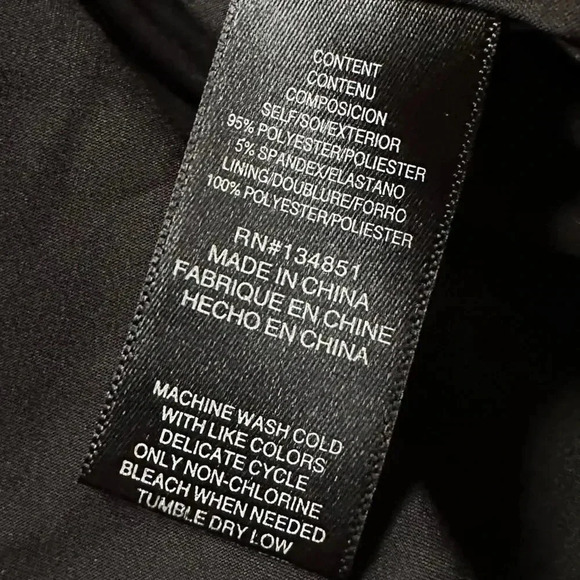 CONTENT
CONTENU
COMPOSICION
SELF/SOI/EXTERIOR
95% POLYESTER/POLIESTER
5% SPANDEX/ELASTANO
LINING/DOUBLURE/FORRO
100% POLYESTER/POLIESTER
RN#134851
MADE IN CHINA
FABRIQUE EN CHINE
HECHO EN CHINA
MACHINE WASH COLD
WITH LIKE COLORS
DELICATE CYCLE
ONLY NON-CHLORINE
BLEACH WHEN NEEDED
TUMBLE DRY LOW